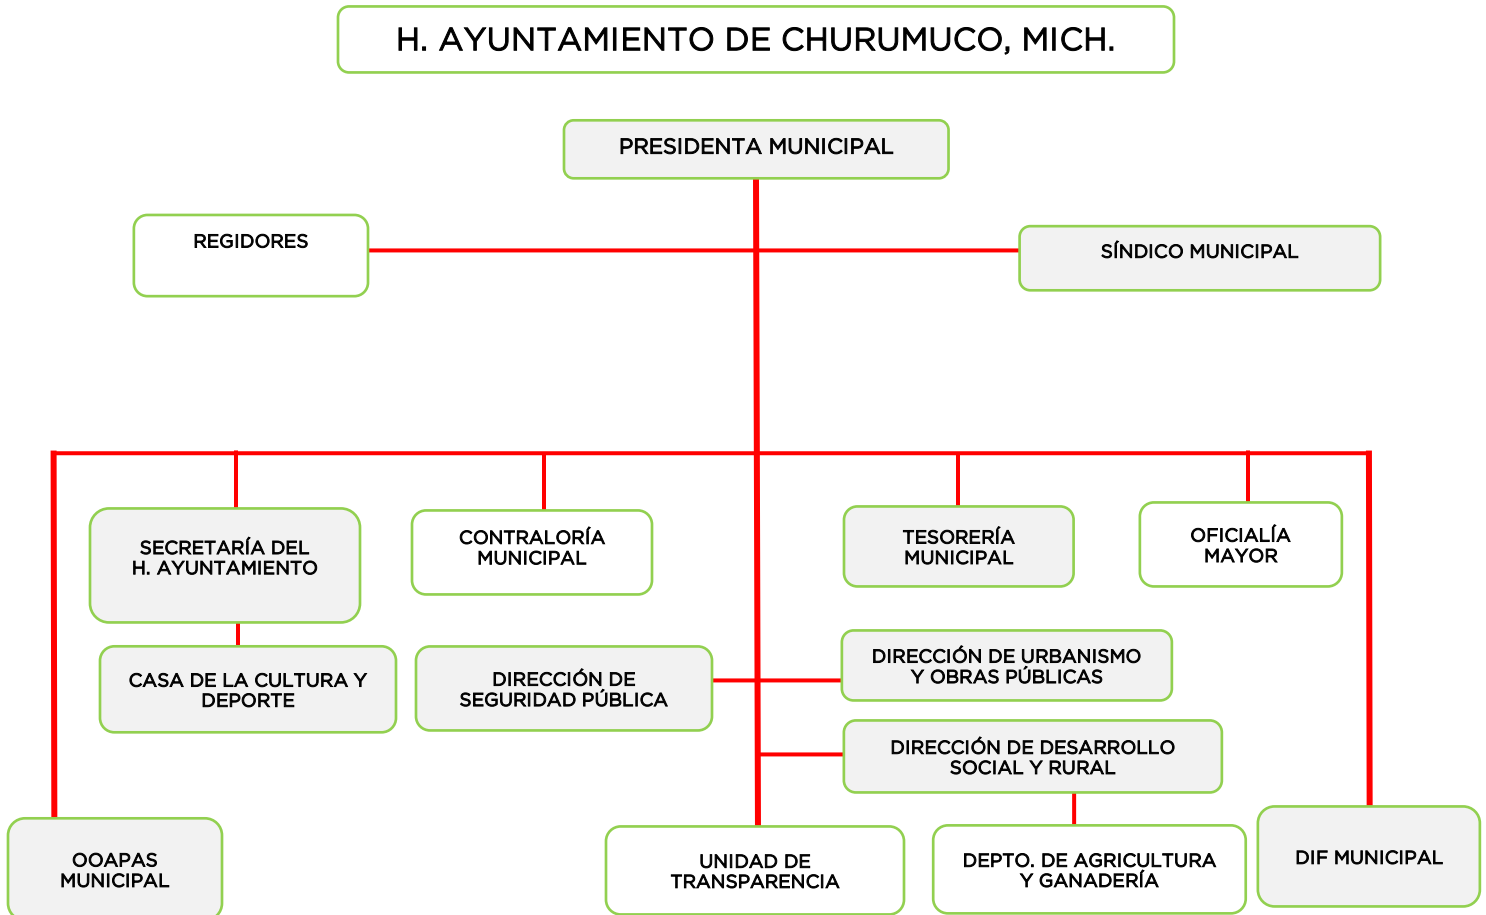 H. AYUNTAMIENTO DE CHURUMUCO, MICH.
PRESIDENTA MUNICIPAL
REGIDORES
SÍNDICO MUNICIPAL
SECRETARÍA DEL
H. AYUNTAMIENTO
CONTRALORÍA
MUNICIPAL
TESORERÍA
MUNICIPAL
OFICIALÍA
MAYOR
CASA DE LA CULTURA Y
DEPORTE
DIRECCIÓN DE
SEGURIDAD PÚBLICA
DIRECCIÓN DE URBANISMO
Y OBRAS PÚBLICAS
DIRECCIÓN DE DESARROLLO
SOCIAL Y RURAL
OOAPAS
MUNICIPAL
UNIDAD DE
TRANSPARENCIA
DEPTO. DE AGRICULTURA
Y GANADERÍA
DIF MUNICIPAL